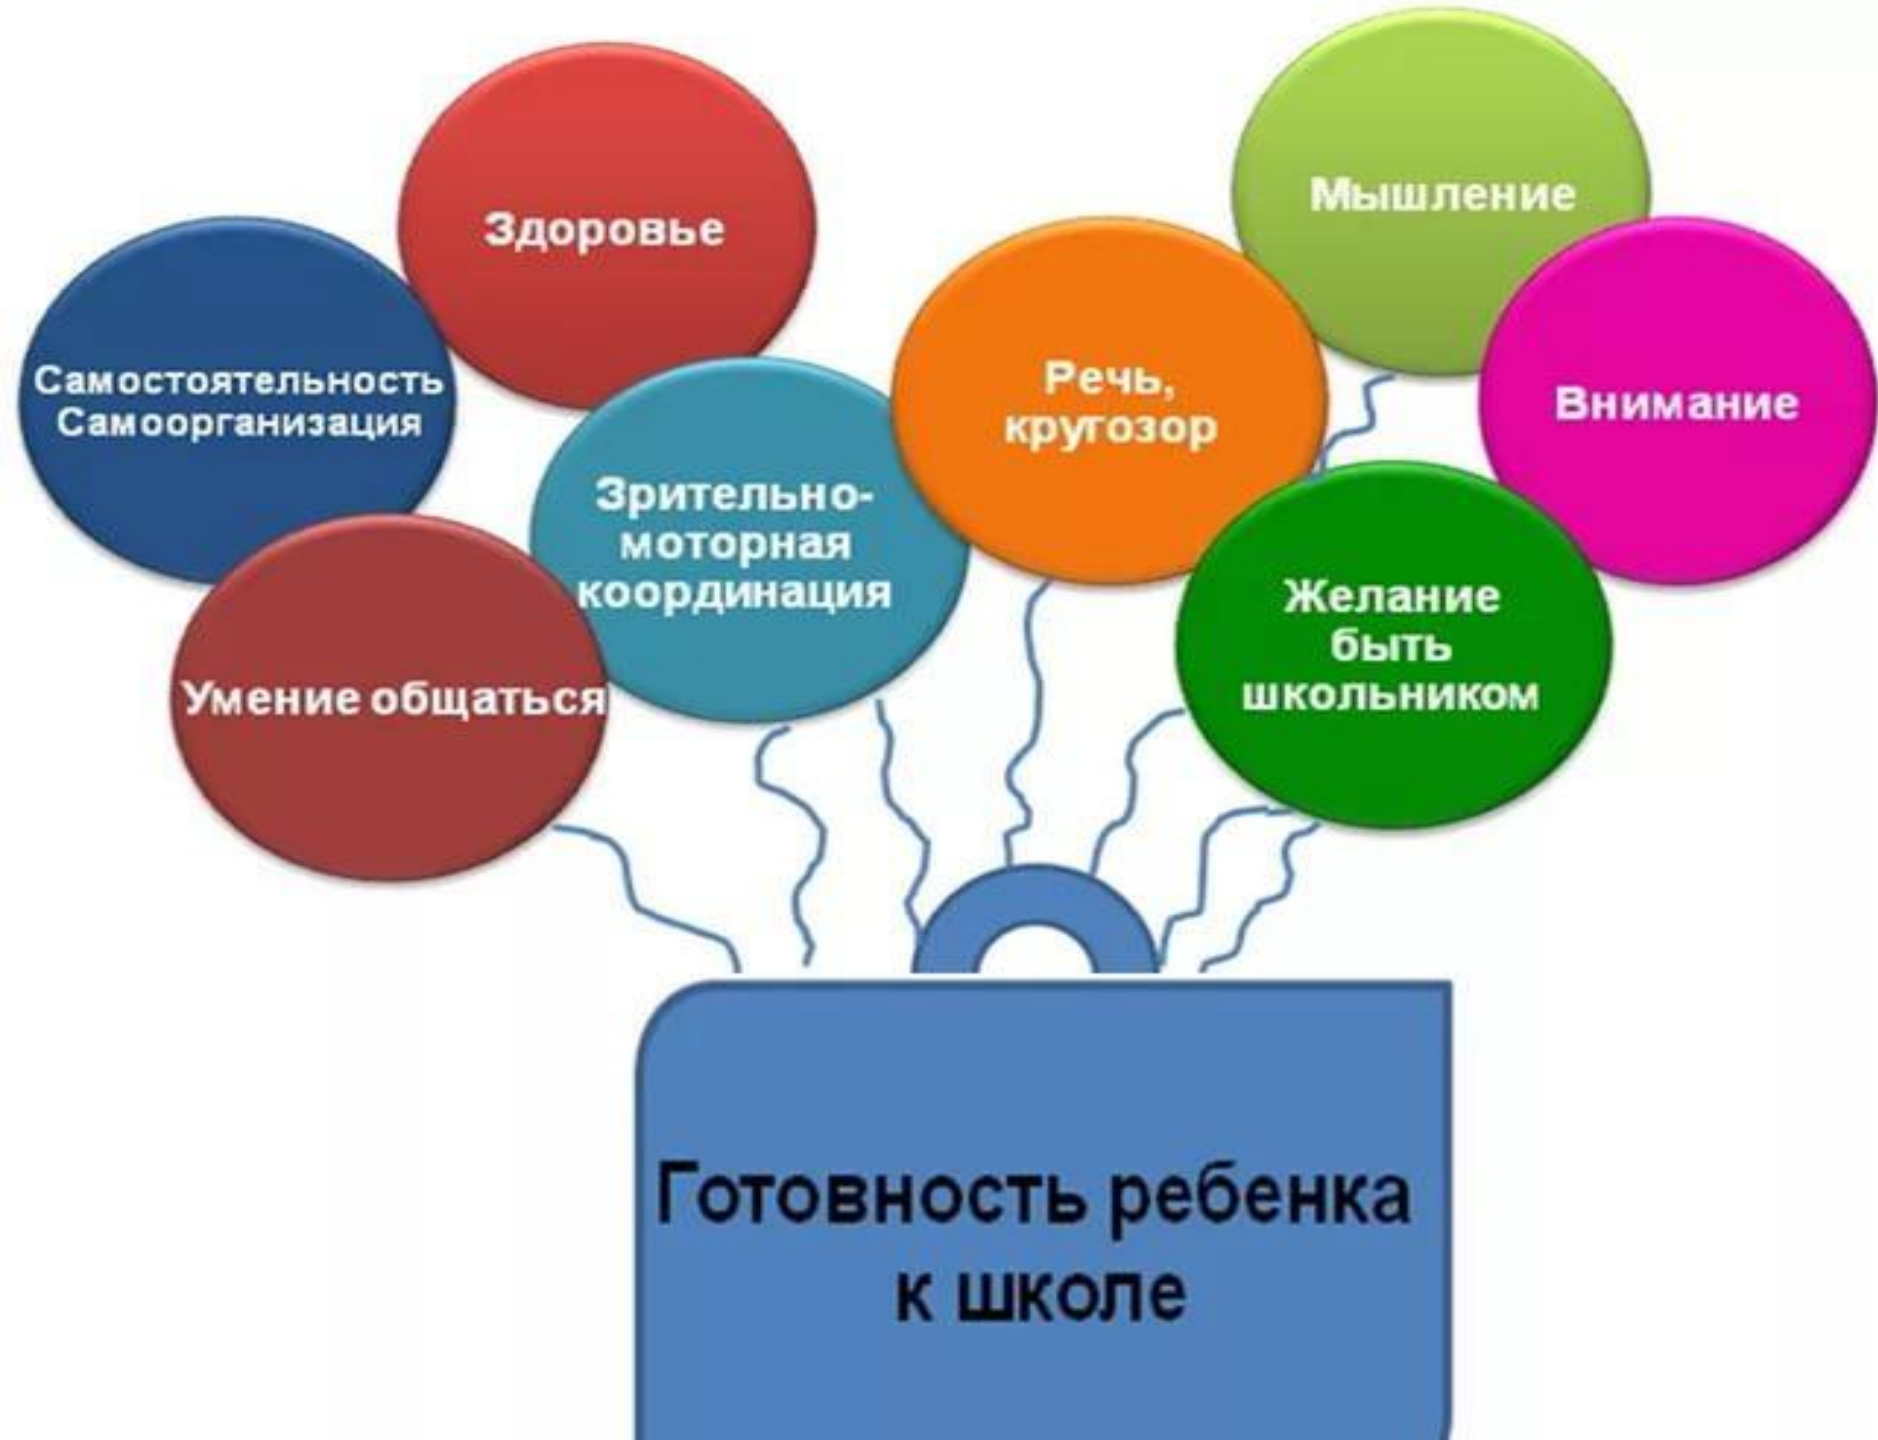 Здоровье
Мышление
Самостоятельность
Самоорганизация
Речь,
кругозор
Внимание
Зрительно-
моторная
координация
Желание
быть
школьником
Умение общаться
Готовность ребенка
к школе